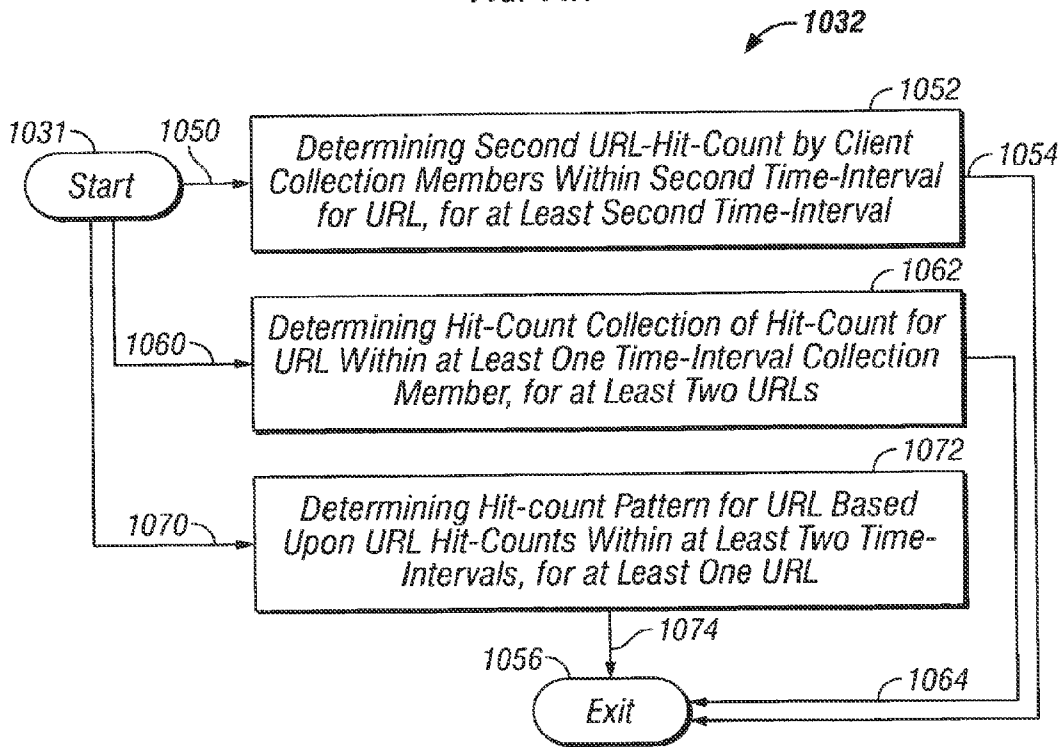 1032
1052
1031
1050
1054
Start
Determining Second URL-Hit-Count by Client
Collection Members Within Second Time-Interval
for URL, for at Least Second Time-Interval
1062
1060
Determining Hit-Count Collection of Hit-Count for
URL Within at Least One Time-Interval Collection
Member, for at Least Two URLs
1072
1070
Determining Hit-count Pattern for URL Based
Upon URL Hit-Counts Within at Least Two Time-
Intervals, for at Least One URL
1074
1056
1064
Exit